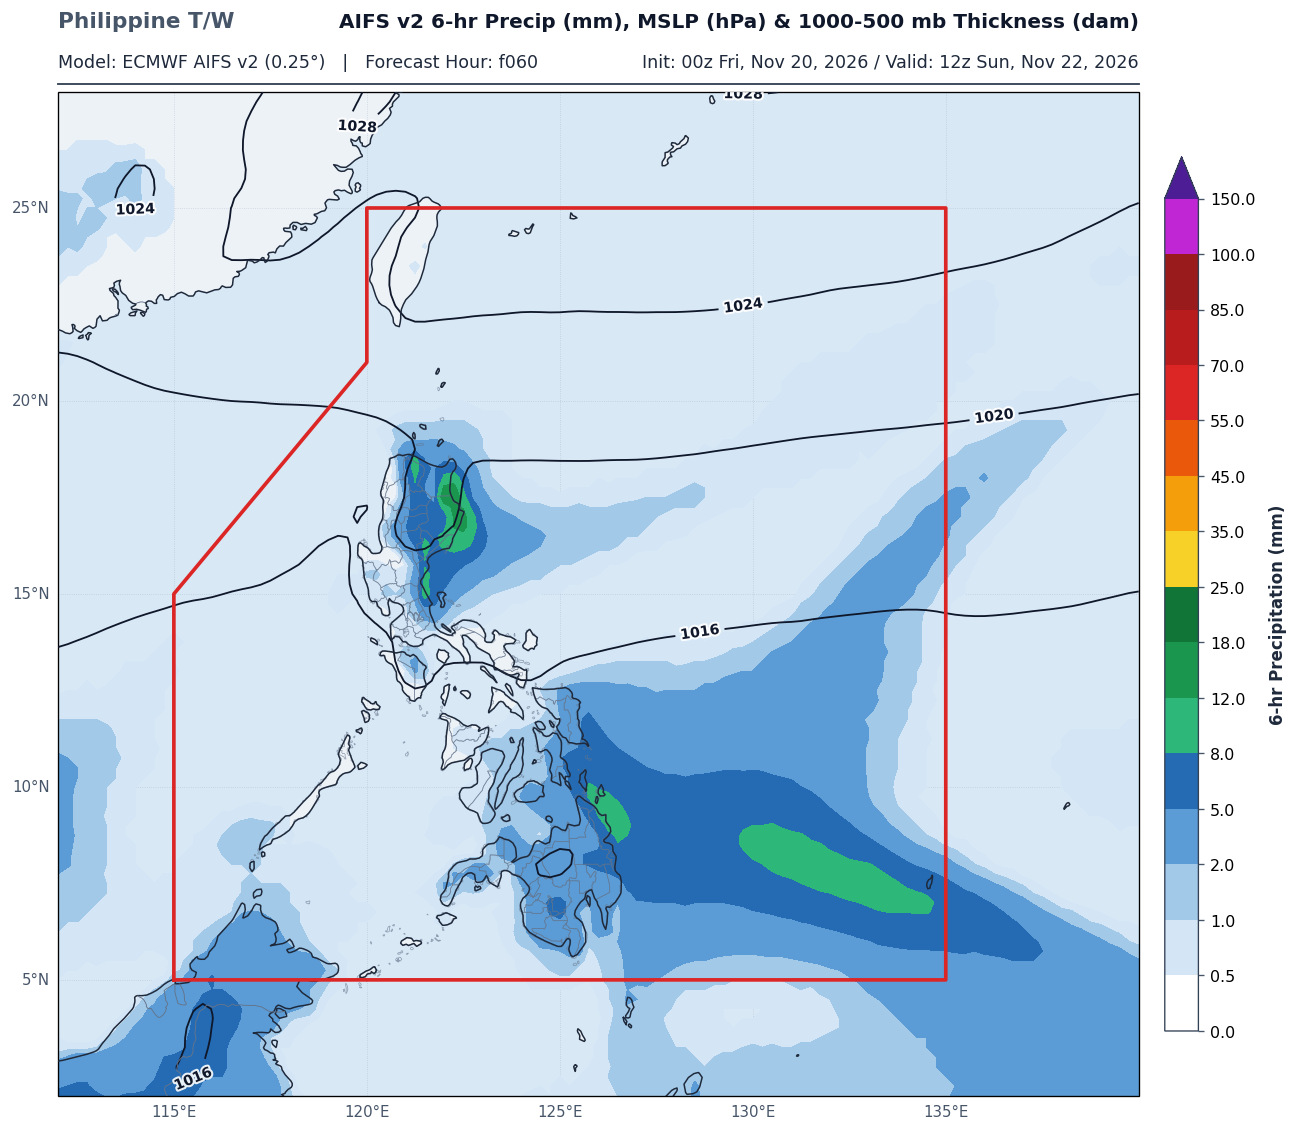 Philippine T/W
AIFS v2 6-hr Precip (mm), MSLP (hPa) & 1000-500 mb Thickness (dam)
Model: ECMWF AIFS v2 (0.25°) | Forecast Hour: f060
Init: 00z Fri, Nov 20, 2026 / Valid: 12z Sun, Nov 22, 2026
1028
1028
1024
1024
1020
1016
1016
25°N
20°N
15°N
10°N
5°N
115°E
120°E
125°E
130°E
135°E
150.0
100.0
85.0
70.0
55.0
45.0
35.0
25.0
18.0
12.0
8.0
5.0
2.0
1.0
0.5
0.0
6-hr Precipitation (mm)